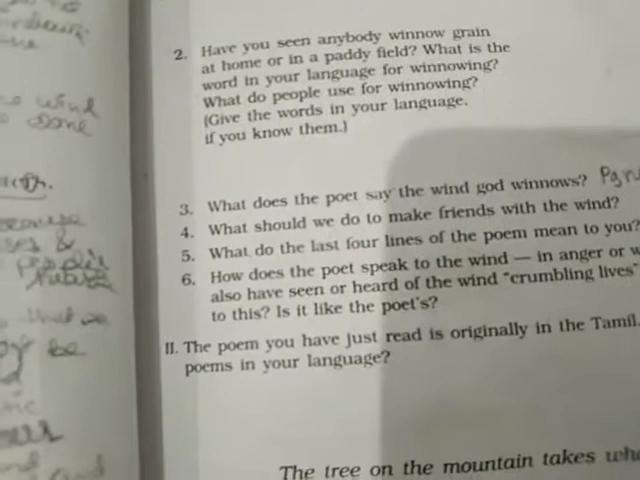 wind
done
2. Have you seen anybody winnow grain
at home or in a paddy field? What is the
word in your language for winnowing?
What do people use for winnowing?
(Give the words in your language,
if you know them.)
3. What does the poet say the wind god winnows?
4. What should we do to make friends with the wind?
5. What do the last four lines of the poem mean to you?
6. How does the poet speak to the wind — in anger or
also have seen or heard of the wind "crumbling lives"
to this? Is it like the poet's?
II. The poem you have just read is originally in the Tamil.
poems in your language?
The tree on the mountain takes